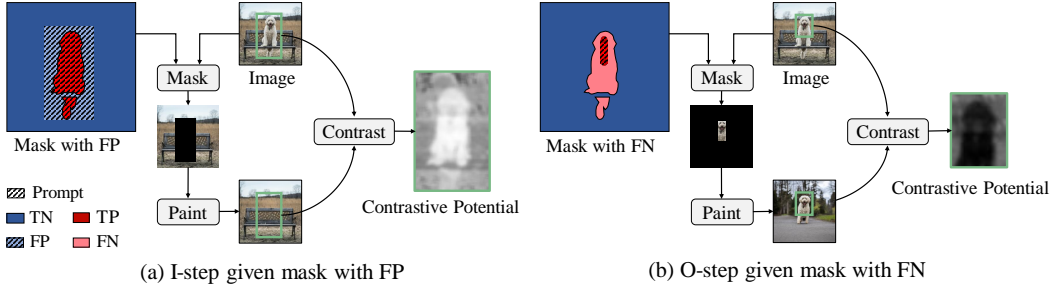 Mask
Image
Mask with FP
Contrast
Prompt
TN
TP
FP
FN
Paint
Contrastive Potential
(a) I-step given mask with FP
Mask
Image
Mask with FN
Contrast
Paint
Contrastive Potential
(b) O-step given mask with FN